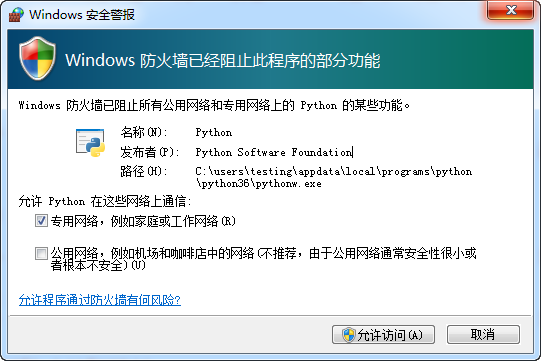 Windows 安全警报
Windows 防火墙已经阻止此程序的部分功能
Windows 防火墙已阻止所有公用网络和专用网络上的 Python 的某些功能。
名称(N): Python
发布者(P): Python Software Foundation
路径(H): C:\users\testing\appdata\local\programs\python
\python36\pythonw.exe
允许 Python 在这些网络上通信:
专用网络，例如家庭或工作网络(R)
公用网络，例如机场和咖啡店中的网络(不推荐，由于公用网络通常安全性很小或
者根本不安全)(U)
允许程序通过防火墙有何风险?
允许访问(A)
取消